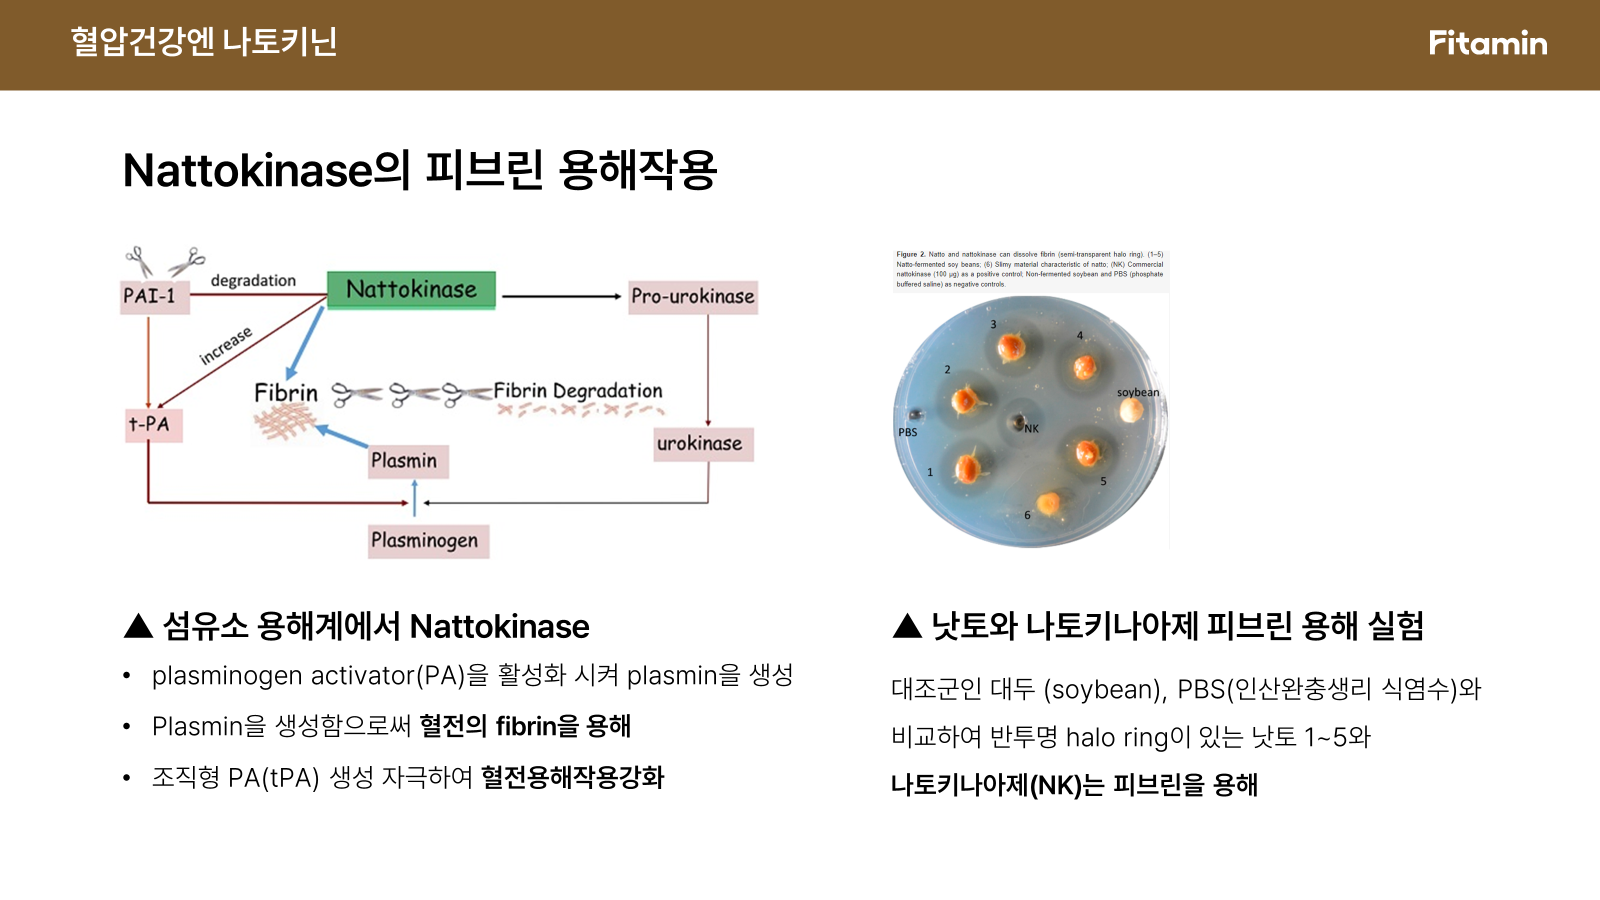 혈압건강엔 나토키닌
Fitamin
Nattokinase의 피브린 용해작용
PAI-1
degradation
Nattokinase
Pro-urokinase
increase
Fibrin
Fibrin Degradation
t-PA
Plasmin
urokinase
Plasminogen
Figure 2. Natto and nattokinase can dissolve fibrin (semi-transparent halo ring). (1–5)
Natto-fermented soy beans; (6) Slimy material characteristic of natto; (NK) Commercial
nattokinase (100 µg) as a positive control; Non-fermented soybean and PBS (phosphate
buffered saline) as negative controls.
3
4
2
soybean
PBS
NK
1
5
6
▲ 섬유소 용해계에서 Nattokinase
• plasminogen activator(PA)을 활성화 시켜 plasmin을 생성
• Plasmin을 생성함으로써 혈전의 fibrin을 용해
• 조직형 PA(tPA) 생성 자극하여 혈전용해작용강화
▲ 낫토와 나토키나아제 피브린 용해 실험
대조군인 대두 (soybean), PBS(인산완충생리 식염수)와
비교하여 반투명 halo ring이 있는 낫토 1~5와
나토키나아제(NK)는 피브린을 용해